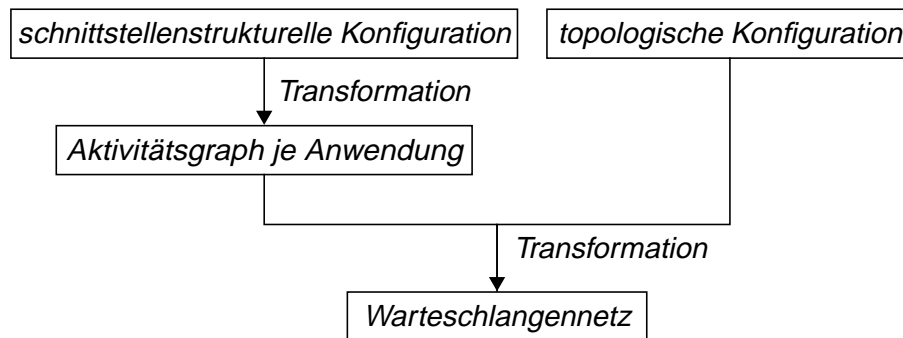 schnittstellenstrukturelle Konfiguration
topologische Konfiguration
Transformation
Aktivitätsgraph je Anwendung
Transformation
Warteschlangennetz